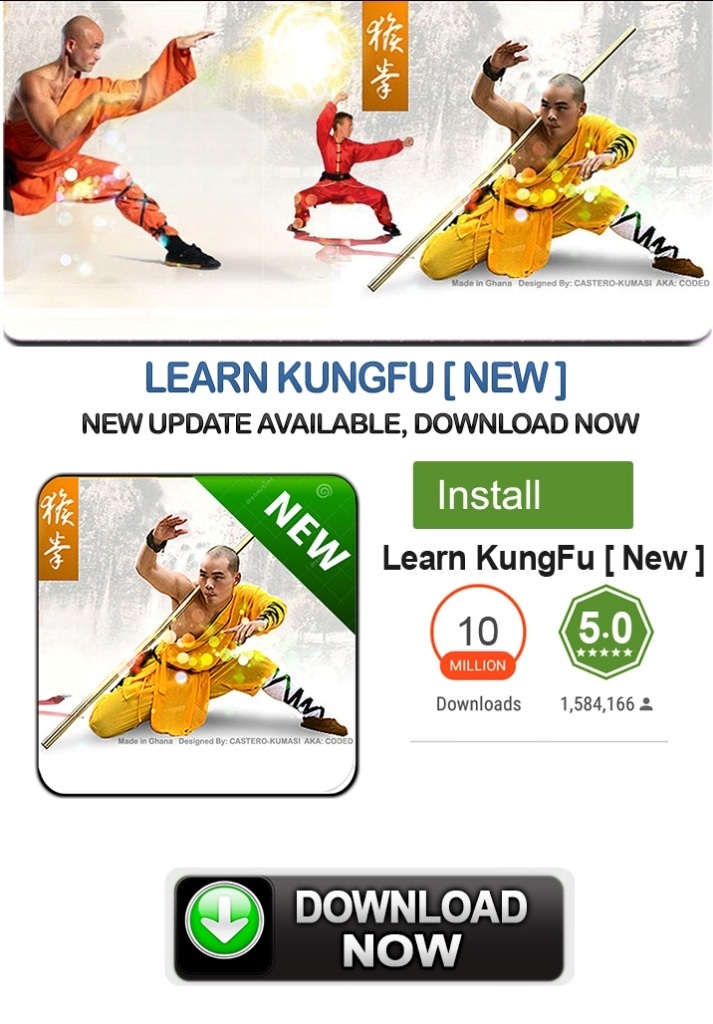 猴
拳
Made in Ghana Designed By: CASTERO-KUMASI AKA: CODED
LEARN KUNGFU [ NEW ]
NEW UPDATE AVAILABLE, DOWNLOAD NOW
猴
拳
NEW
Made in Ghana Designed By: CASTERO-KUMASI AKA: CODED
Install
Learn KungFu [ New ]
10
MILLION
Downloads
5.0
★★★★★
1,584,166
DOWNLOAD
NOW